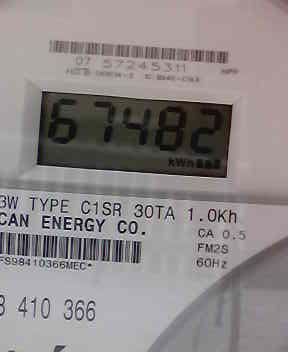 07 57245311
67482
kWh
3W TYPE C1SR 30TA 1.0Kh
CAN ENERGY CO.
CA 0.5
FM2S
60Hz
FS98410366MEC*
8 410 366